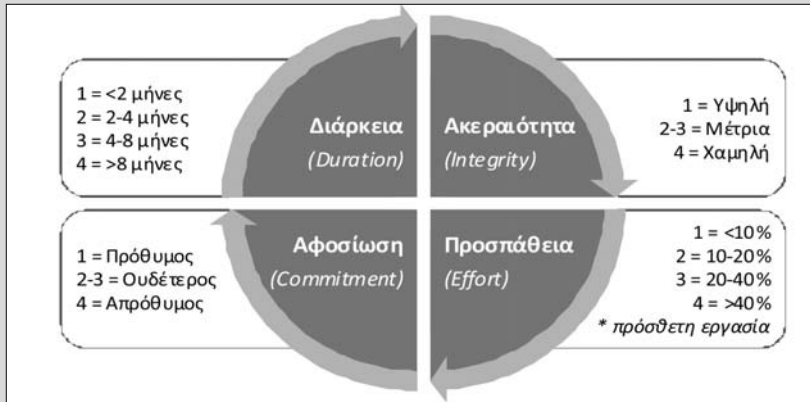 1 = <2 μήνες
2 = 2-4 μήνες
3 = 4-8 μήνες
4 = >8 μήνες
Διάρκεια
(Duration)
Ακεραιότητα
(Integrity)
1 = Υψηλή
2-3 = Μέτρια
4 = Χαμηλή
1 = Πρόθυμος
2-3 = Ουδέτερος
4 = Απρόθυμος
Αφοσίωση
(Commitment)
Προσπάθεια
(Effort)
1 = <10%
2 = 10-20%
3 = 20-40%
4 = >40%
* πρόσθετη εργασία